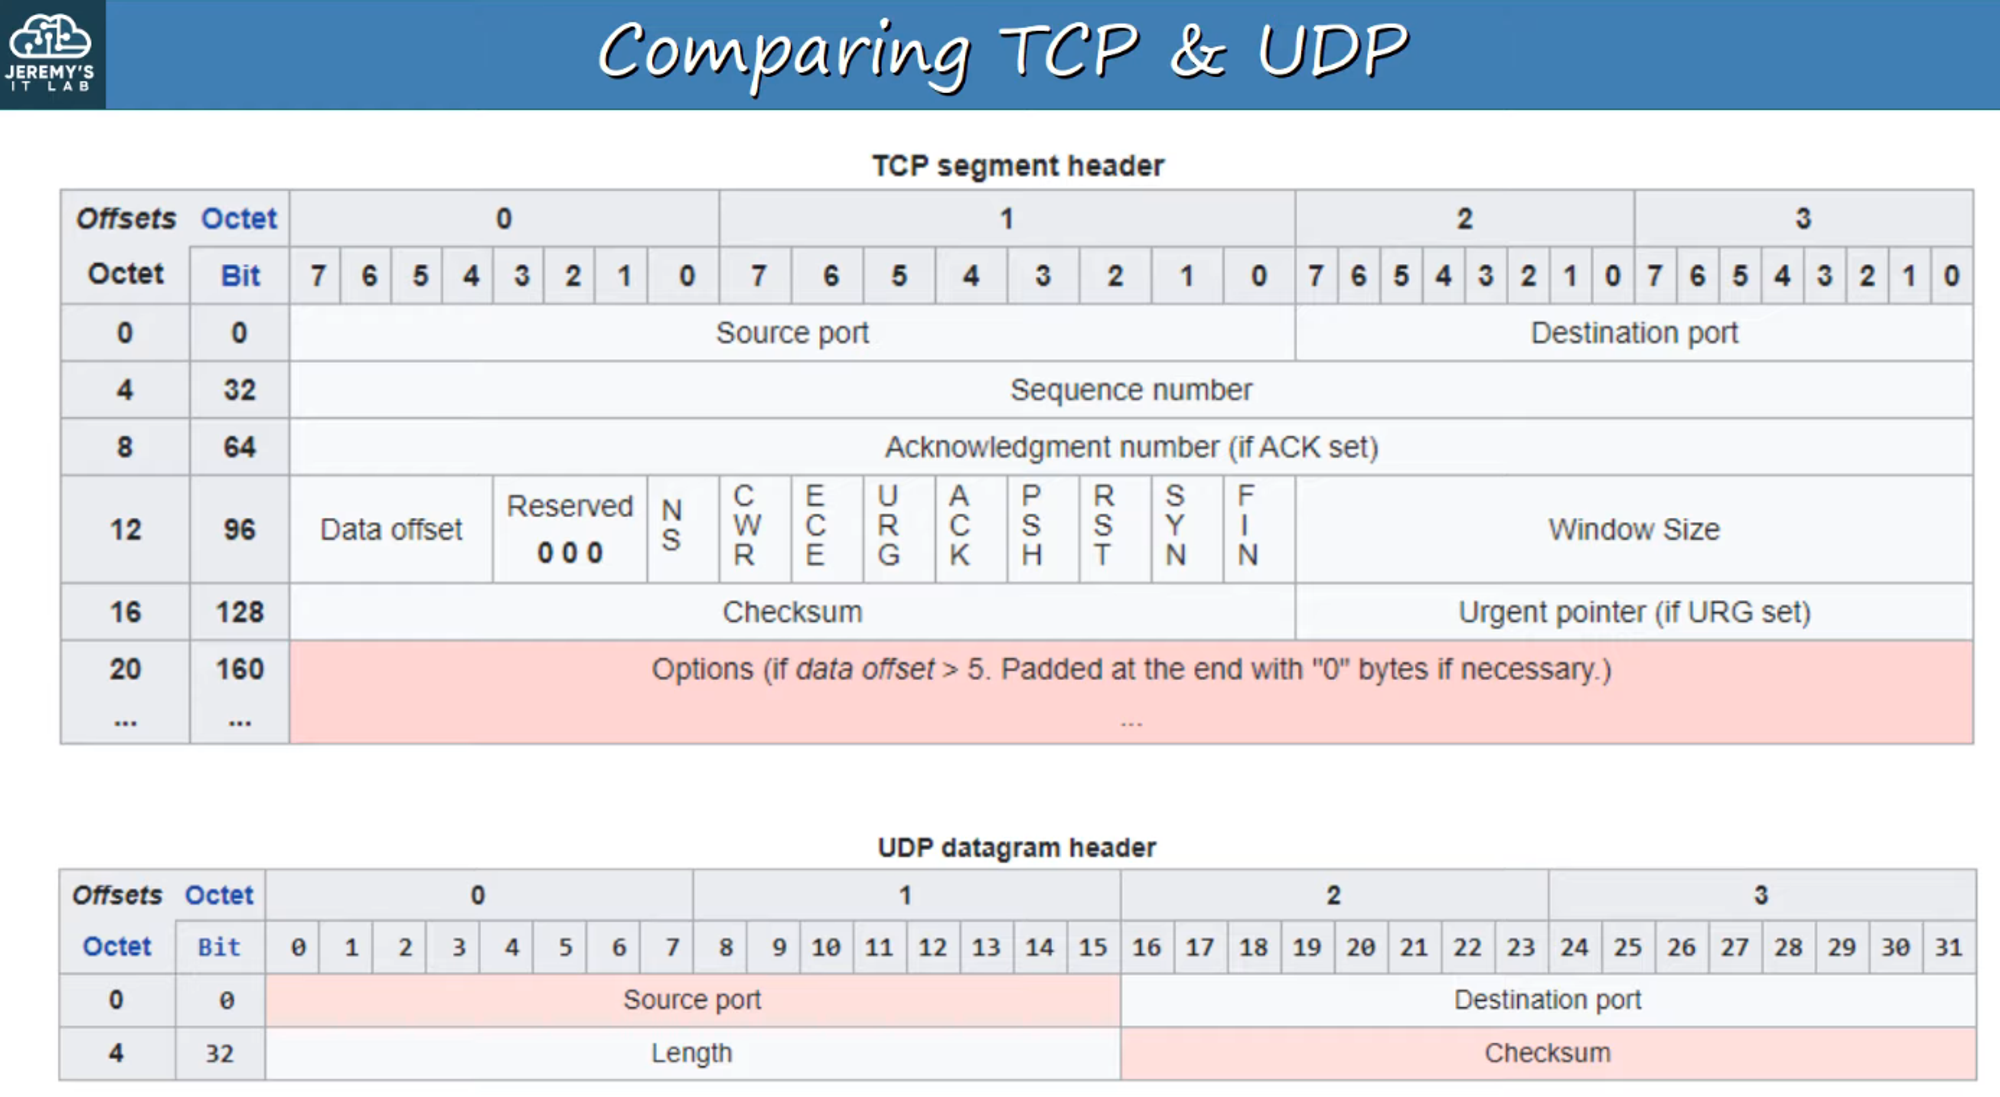 JEREMY'S
IT LAB
Comparing TCP & UDP
TCP segment header
Offsets Octet 0 1 2 3
Octet Bit 7 6 5 4 3 2 1 0 7 6 5 4 3 2 1 0 7 6 5 4 3 2 1 0 7 6 5 4 3 2 1 0
0 0 Source port Destination port
4 32 Sequence number
8 64 Acknowledgment number (if ACK set)
12 96 Data offset Reserved 0 0 0 NS CWR ECE URG ACK PSH RST SYN FIN Window Size
16 128 Checksum Urgent pointer (if URG set)
20 160 Options (if data offset > 5. Padded at the end with "0" bytes if necessary.)
... ... ...
UDP datagram header
Offsets Octet 0 1 2 3
Octet Bit 0 1 2 3 4 5 6 7 8 9 10 11 12 13 14 15 16 17 18 19 20 21 22 23 24 25 26 27 28 29 30 31
0 0 Source port Destination port
4 32 Length Checksum